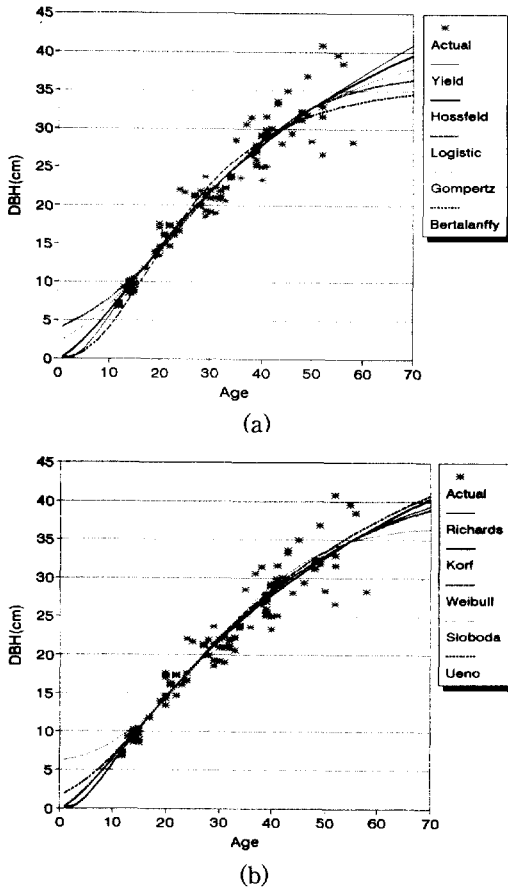 45
40
35
30
25
20
15
10
5
0
DBH(cm)
0 10 20 30 40 50 60 70
Age
Actual
Yield
Hossfeld
Logistic
Gompertz
Bertalanffy
(a)
45
40
35
30
25
20
15
10
5
0
DBH(cm)
0 10 20 30 40 50 60 70
Age
Actual
Richards
Korf
Weibull
Sloboda
Ueno
(b)